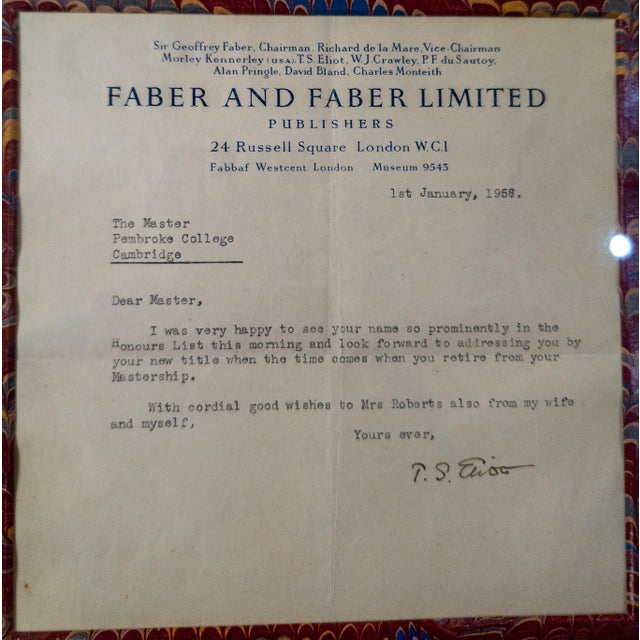 Sir Geoffrey Faber, Chairman. Richard de la Mare, Vice-Chairman
Morley Kennerley (U.S.A), T. S. Eliot, W. J. Crawley, P. F. du Sautoy,
Alan Pringle, David Bland, Charles Monteith
FABER AND FABER LIMITED
PUBLISHERS
24 Russell Square London W.C.1
Fabbaf Westcent London Museum 9543
1st January, 1958.
The Master
Pembroke College
Cambridge
Dear Master,
I was very happy to see your name so prominently in the
Honours List this morning and look forward to addressing you by
your new title when the time comes when you retire from your
Mastership.
With cordial good wishes to Mrs Roberts also from my wife
and myself,
Yours ever,
T. S. Eliot